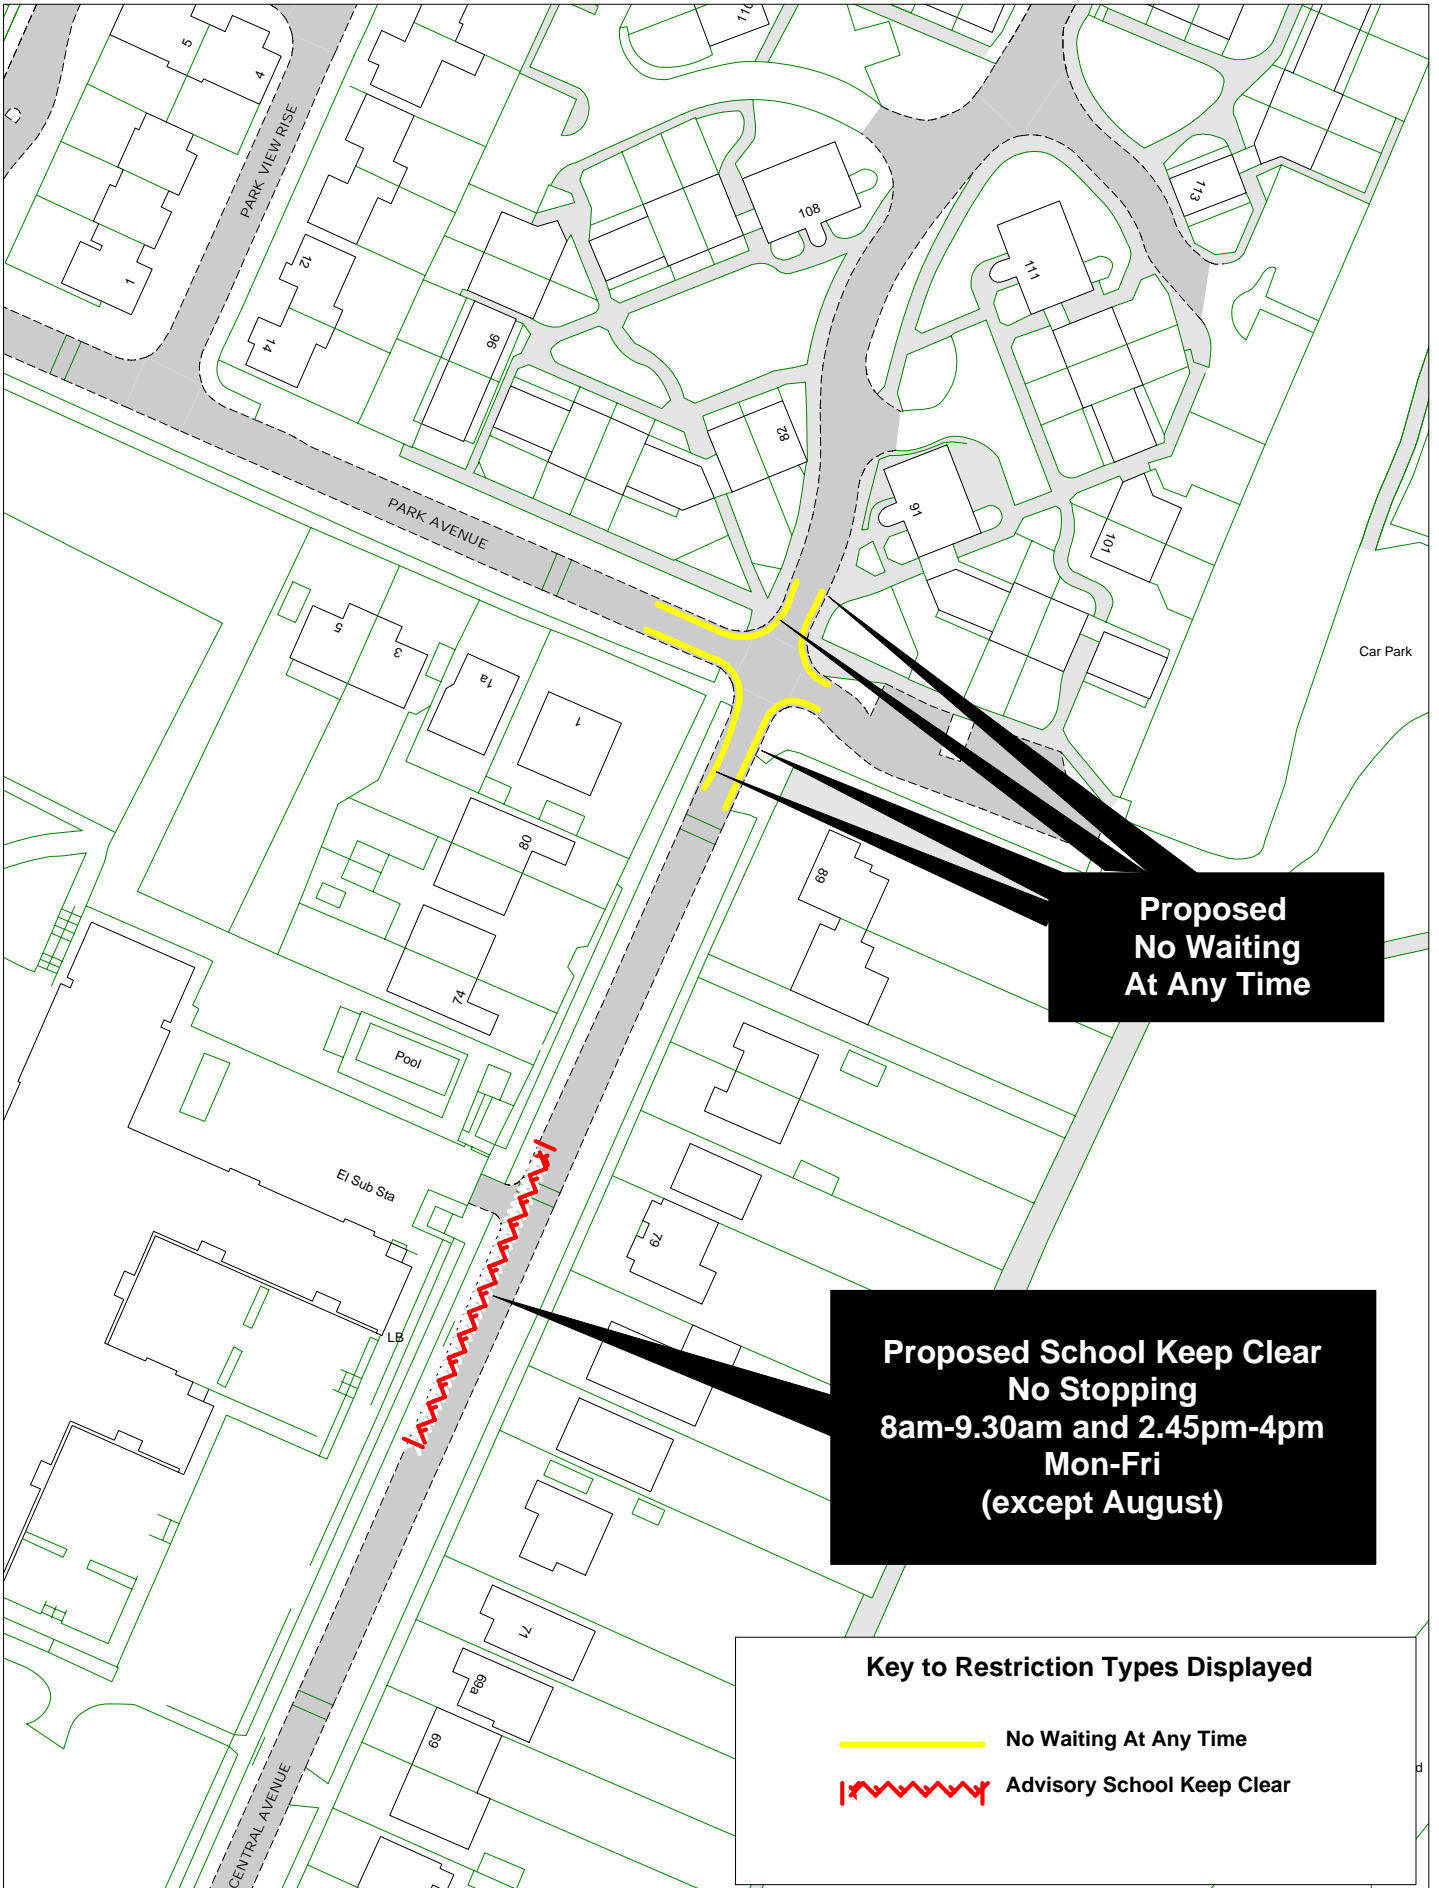 110
5
4
PARK VIEW RISE
108
113
1
12
111
14
96
82
PARK AVENUE
91
101
5
3
1a
1
Car Park
80
89
Proposed
No Waiting
At Any Time
74
Pool
El Sub Sta
79
LB
Proposed School Keep Clear
No Stopping
8am-9.30am and 2.45pm-4pm
Mon-Fri
(except August)
71
69a
69
CENTRAL AVENUE
Key to Restriction Types Displayed
No Waiting At Any Time
Advisory School Keep Clear
d